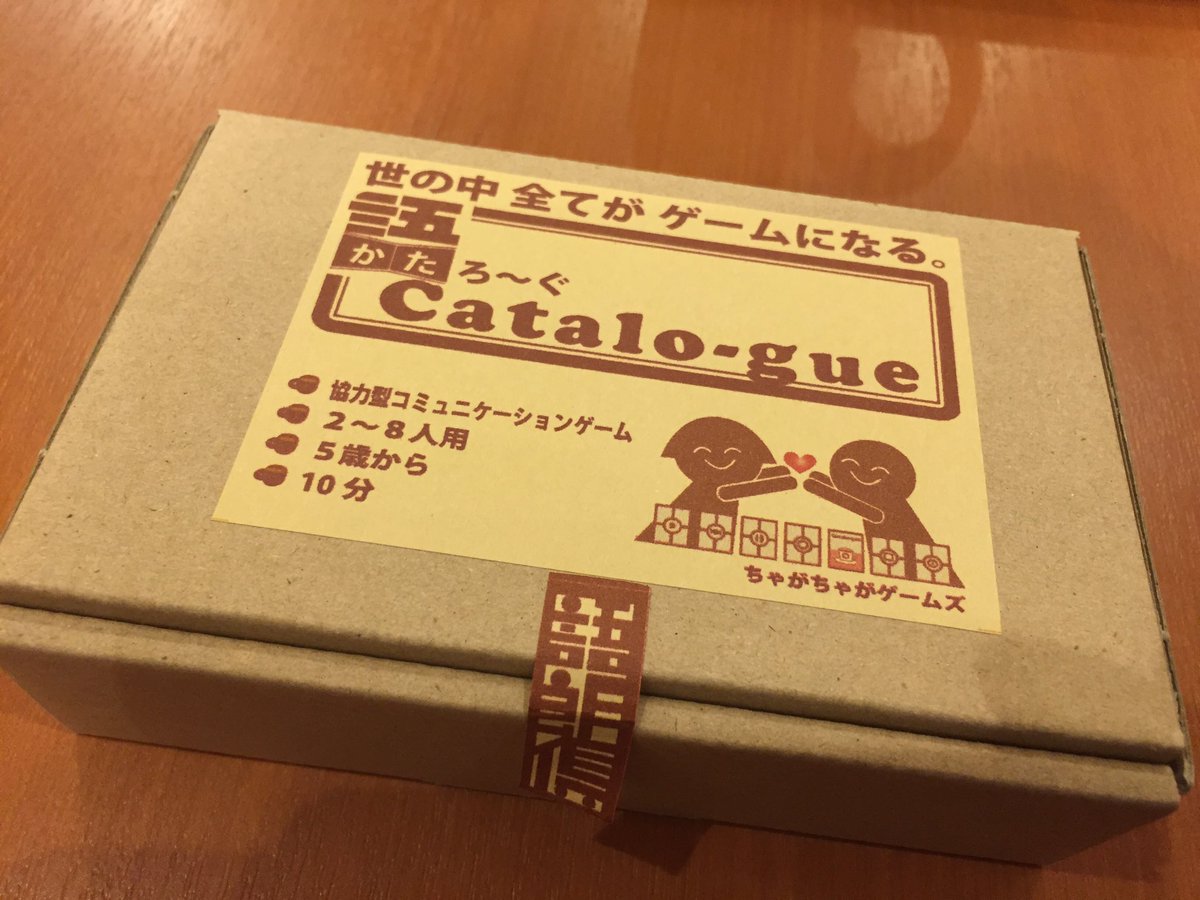 世の中 全てが ゲームになる。
語かたろ～ぐ
Catalo-gue
協力型コミュニケーションゲーム
2～8人用
5歳から
10分
ちゃがちゃがゲームズ